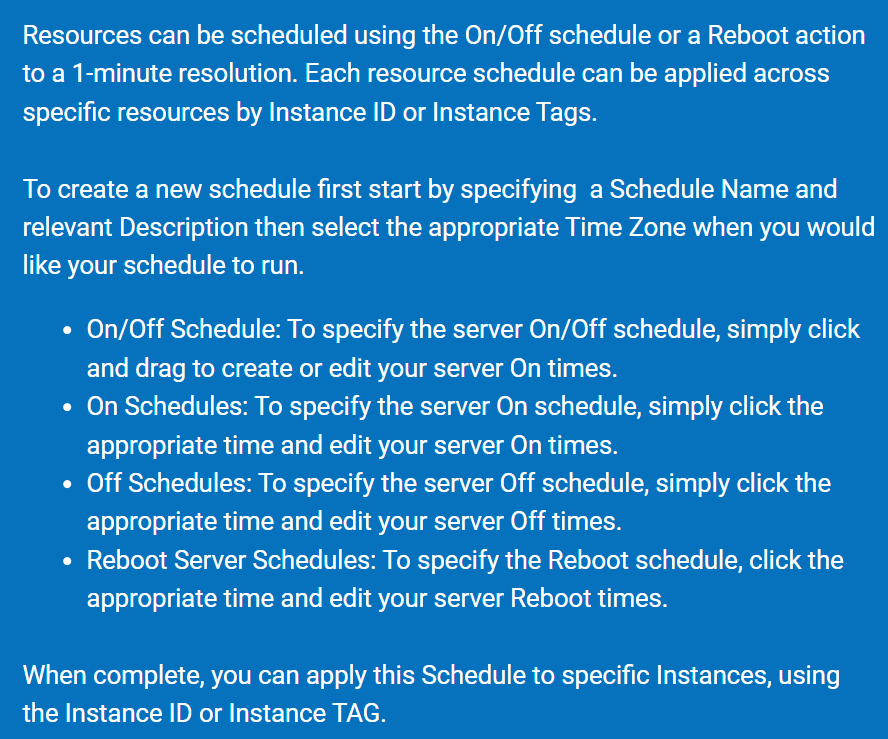 Resources can be scheduled using the On/Off schedule or a Reboot action
to a 1-minute resolution. Each resource schedule can be applied across
specific resources by Instance ID or Instance Tags.
To create a new schedule first start by specifying  a Schedule Name and
relevant Description then select the appropriate Time Zone when you would
like your schedule to run.
• On/Off Schedule: To specify the server On/Off schedule, simply click
and drag to create or edit your server On times.
• On Schedules: To specify the server On schedule, simply click the
appropriate time and edit your server On times.
• Off Schedules: To specify the server Off schedule, simply click the
appropriate time and edit your server Off times.
• Reboot Server Schedules: To specify the Reboot schedule, click the
appropriate time and edit your server Reboot times.
When complete, you can apply this Schedule to specific Instances, using
the Instance ID or Instance TAG.